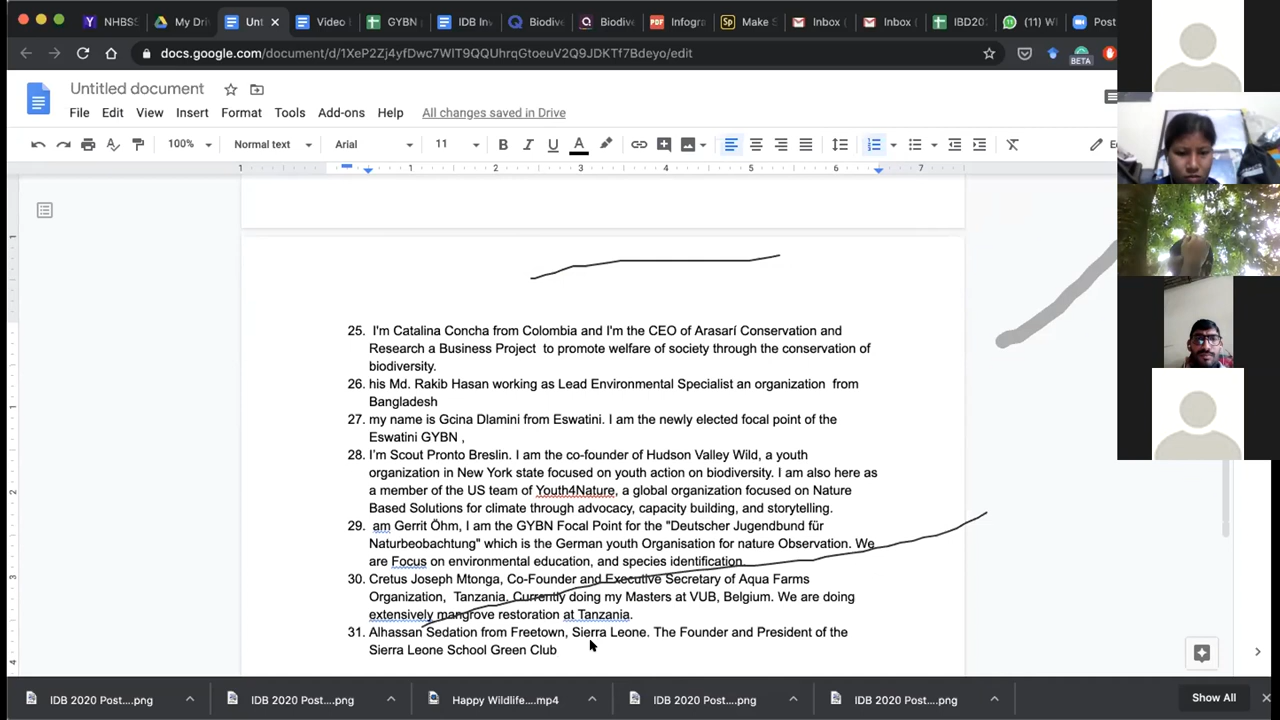 NHBSS
My Driv
Unt
Video
GYBN
IDB Inv
Biodive
Biodive
Infogra
Make S
Inbox (
Inbox (
IBD20
(11) W
Post
docs.google.com/document/d/1XeP2Zj4yfDwc7WIT9QQUhrqGtoeuV2Q9JDKTf7Bdeyo/edit
BETA
Untitled document
File Edit View Insert Format Tools Add-ons Help All changes saved in Drive
100% Normal text Arial 11
1 1 2 3 4 5 6 7
25. I'm Catalina Concha from Colombia and I'm the CEO of Arasarí Conservation and
Research a Business Project to promote welfare of society through the conservation of
biodiversity.
26. his Md. Rakib Hasan working as Lead Environmental Specialist an organization from
Bangladesh
27. my name is Gcina Dlamini from Eswatini. I am the newly elected focal point of the
Eswatini GYBN ,
28. I'm Scout Pronto Breslin. I am the co-founder of Hudson Valley Wild, a youth
organization in New York state focused on youth action on biodiversity. I am also here as
a member of the US team of Youth4Nature, a global organization focused on Nature
Based Solutions for climate through advocacy, capacity building, and storytelling.
29. am Gerrit Öhm, I am the GYBN Focal Point for the "Deutscher Jugendbund für
Naturbeobachtung" which is the German youth Organisation for nature Observation. We
are Focus on environmental education, and species identification.
30. Cretus Joseph Mtonga, Co-Founder and Executive Secretary of Aqua Farms
Organization, Tanzania. Currently doing my Masters at VUB, Belgium. We are doing
extensively mangrove restoration at Tanzania.
31. Alhassan Sedation from Freetown, Sierra Leone. The Founder and President of the
Sierra Leone School Green Club
IDB 2020 Post....png
IDB 2020 Post....png
Happy Wildlife....mp4
IDB 2020 Post....png
IDB 2020 Post....png
Show All